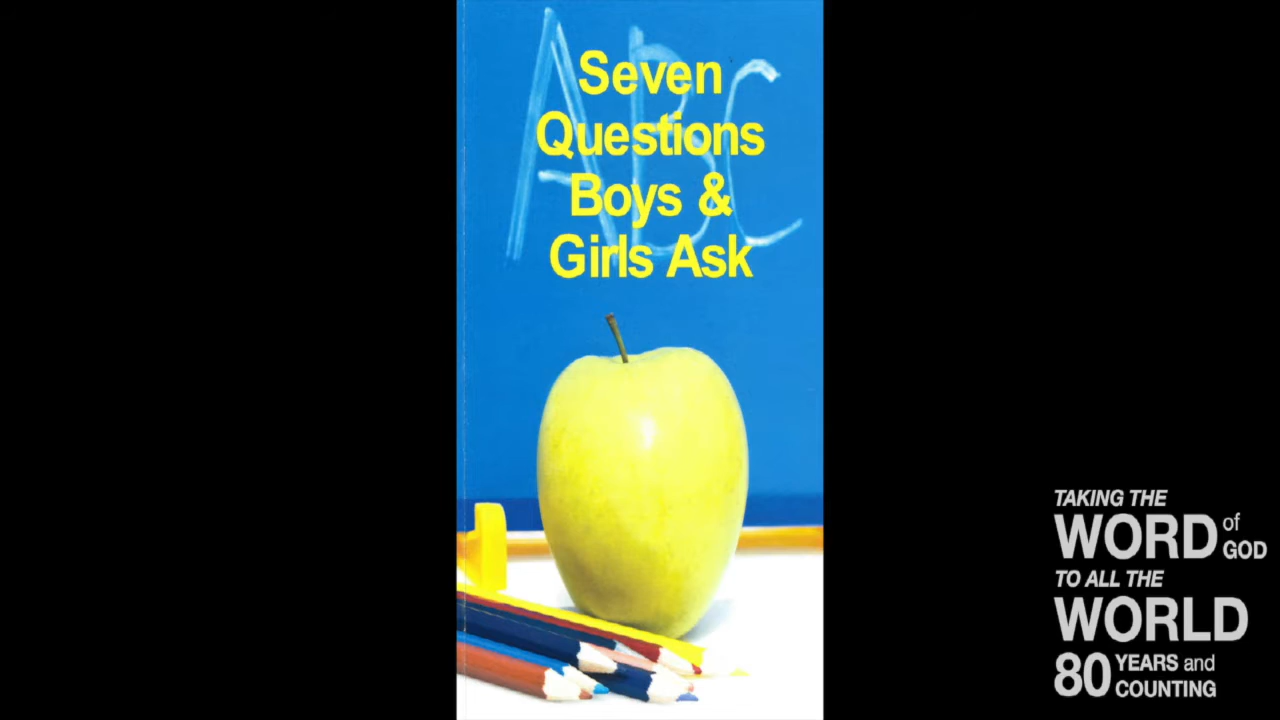 ABC
Seven
Questions
Boys &
Girls Ask
TAKING THE
WORD of GOD
TO ALL THE
WORLD
80 YEARS and
COUNTING